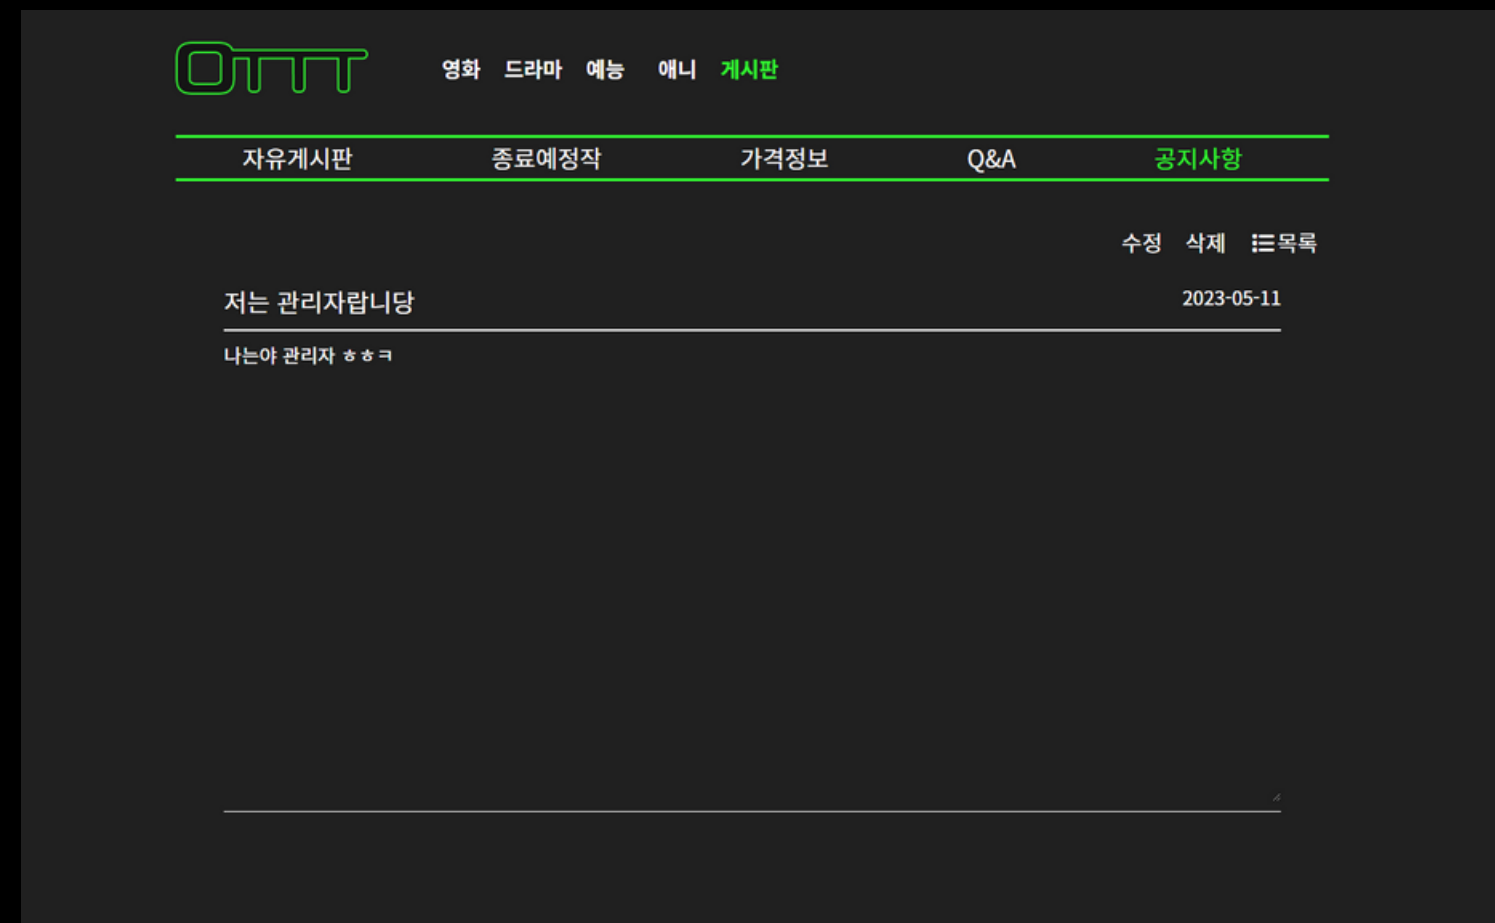 OTTT 영화 드라마 예능 애니 게시판
자유게시판 종료예정작 가격정보 Q&A 공지사항
수정 삭제 목록
저는 관리자랍니당 2023-05-11
나는야 관리자 ㅎㅎㅋ